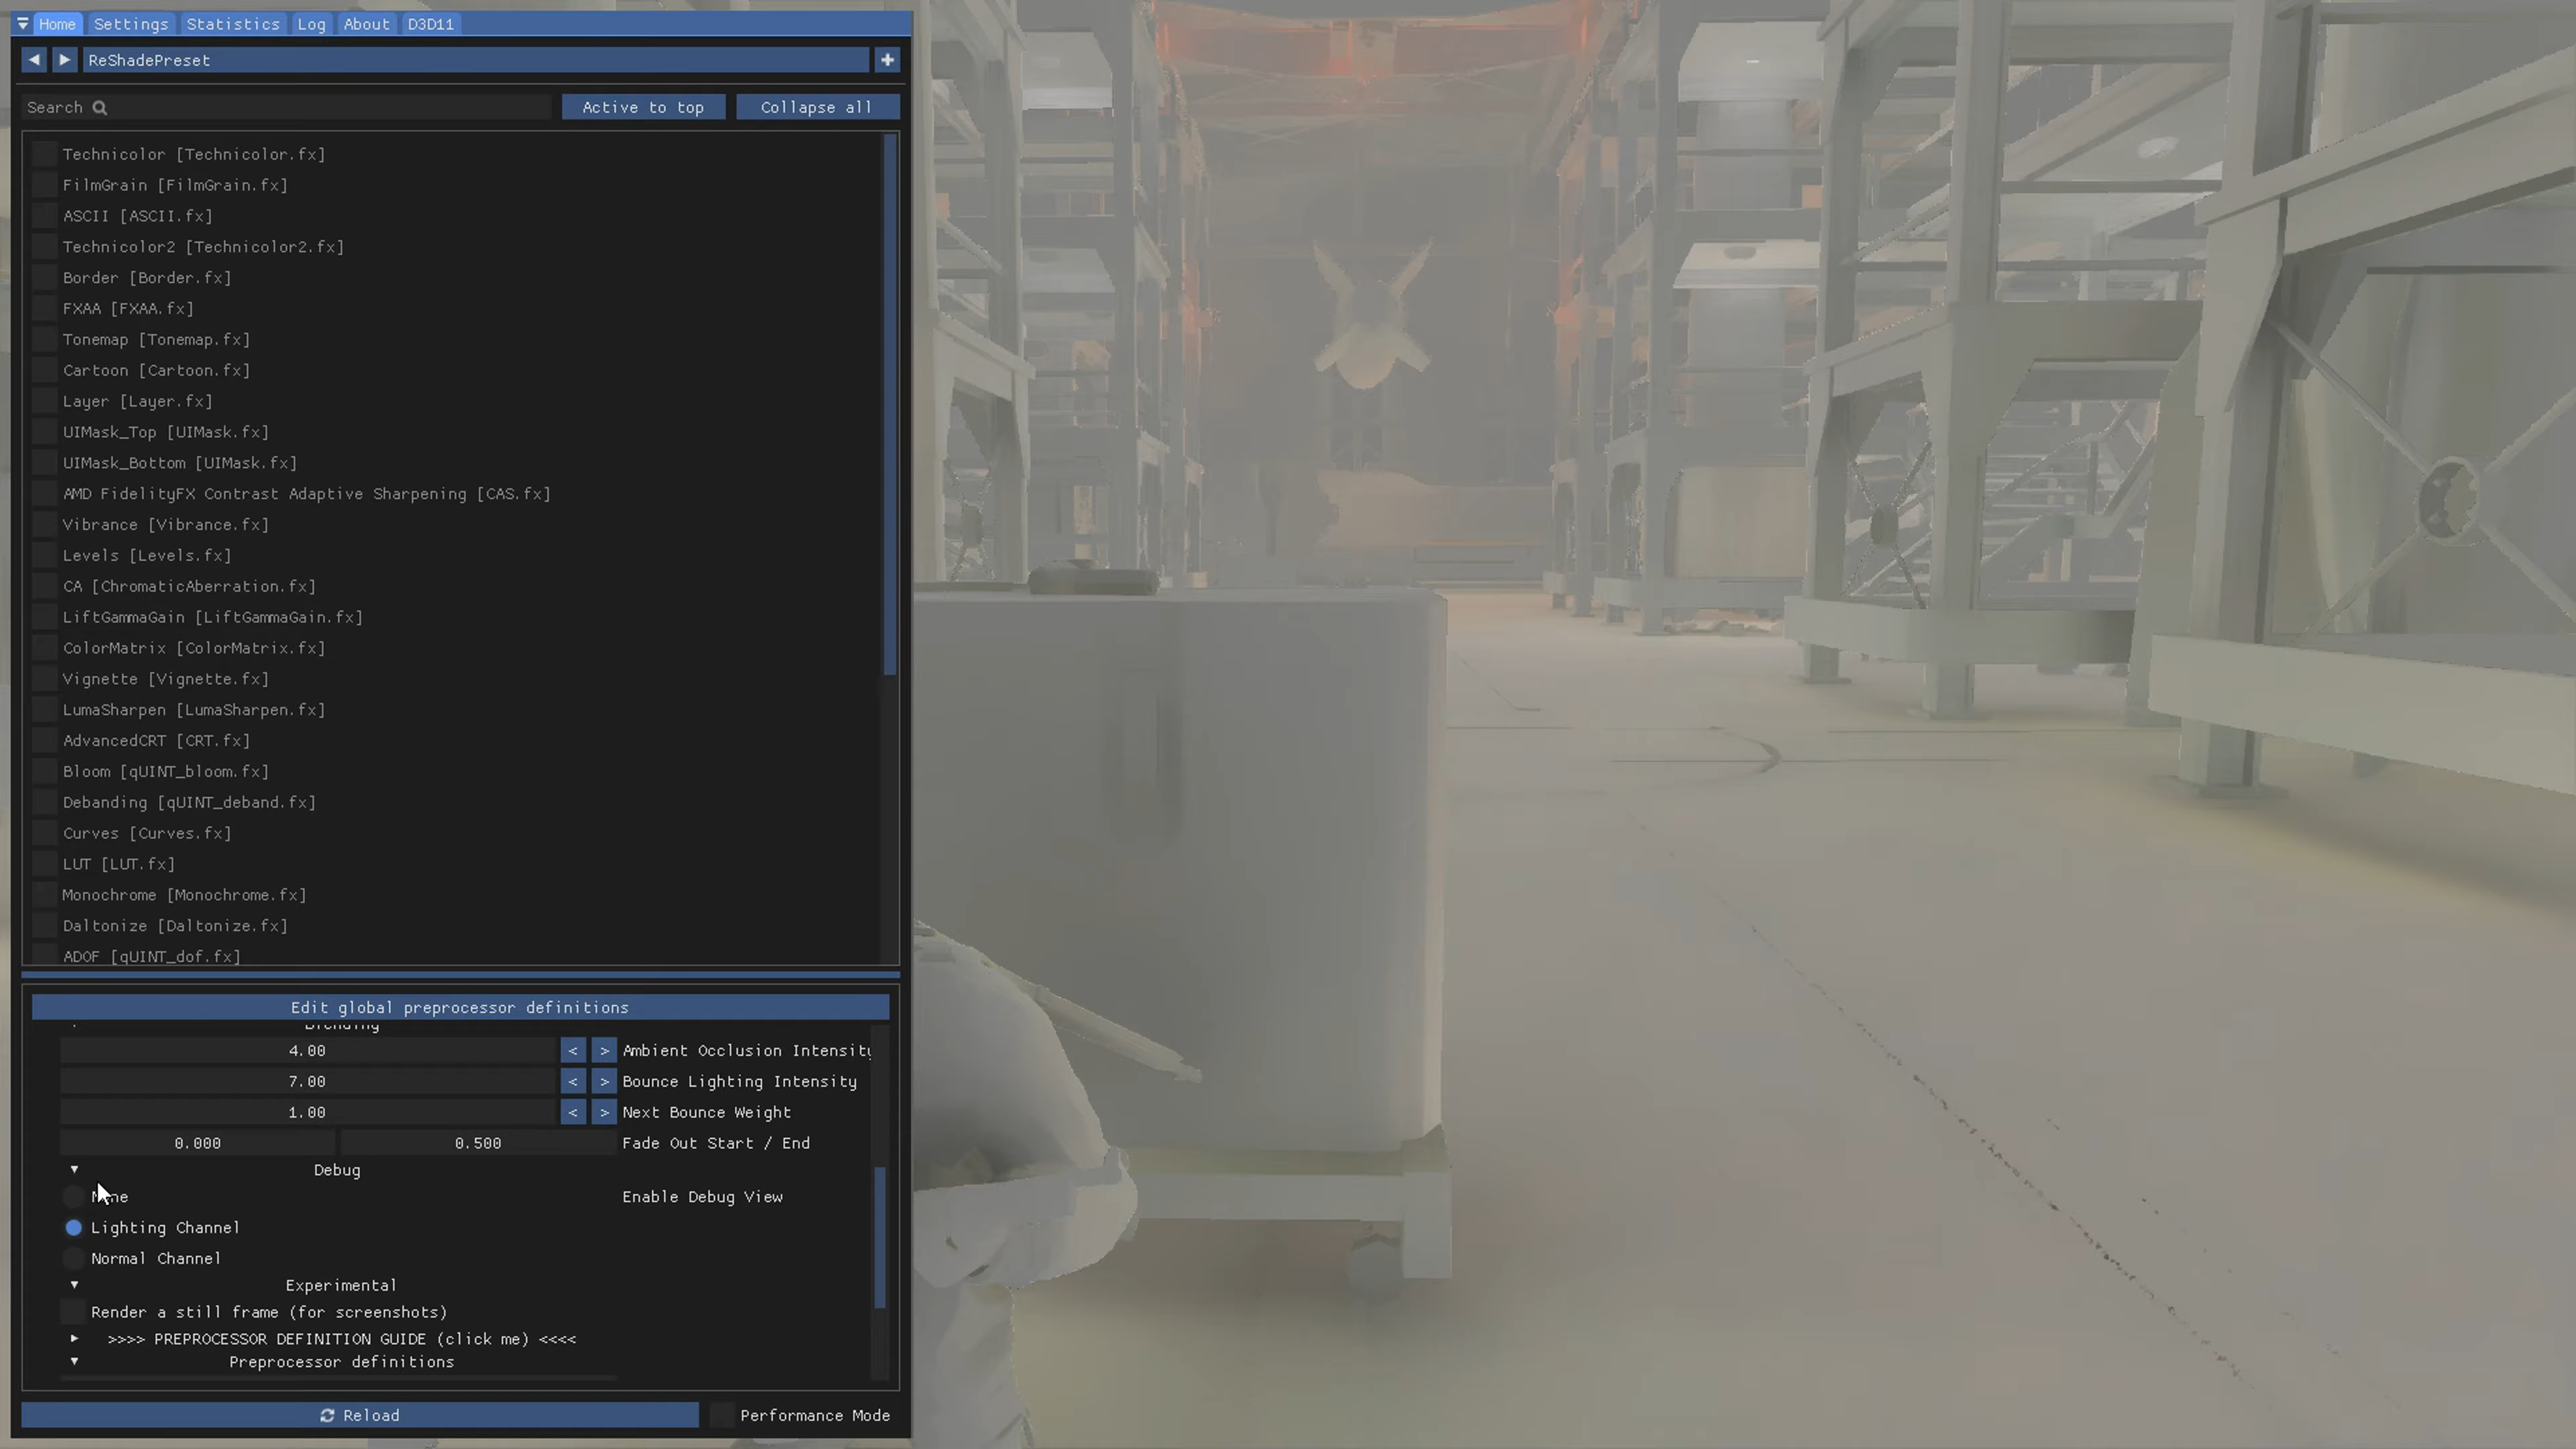 Home Settings Statistics Log About D3D11
ReShadePreset
Search Active to top Collapse all
Technicolor [Technicolor.fx]
FilmGrain [FilmGrain.fx]
ASCII [ASCII.fx]
Technicolor2 [Technicolor2.fx]
Border [Border.fx]
FXAA [FXAA.fx]
Tonemap [Tonemap.fx]
Cartoon [Cartoon.fx]
Layer [Layer.fx]
UIMask_Top [UIMask.fx]
UIMask_Bottom [UIMask.fx]
AMD FidelityFX Contrast Adaptive Sharpening [CAS.fx]
Vibrance [Vibrance.fx]
Levels [Levels.fx]
CA [ChromaticAberration.fx]
LiftGammaGain [LiftGammaGain.fx]
ColorMatrix [ColorMatrix.fx]
Vignette [Vignette.fx]
LumaSharpen [LumaSharpen.fx]
AdvancedCRT [CRT.fx]
Bloom [qUINT_bloom.fx]
Debanding [qUINT_deband.fx]
Curves [Curves.fx]
LUT [LUT.fx]
Monochrome [Monochrome.fx]
Daltonize [Daltonize.fx]
ADOF [qUINT_dof.fx]
Edit global preprocessor definitions
Blending
4.00 < > Ambient Occlusion Intensity
7.00 < > Bounce Lighting Intensity
1.00 < > Next Bounce Weight
0.000 0.500 Fade Out Start / End
Debug
None Enable Debug View
Lighting Channel
Normal Channel
Experimental
Render a still frame (for screenshots)
>>>> PREPROCESSOR DEFINITION GUIDE (click me) <<<<
Preprocessor definitions
Reload Performance Mode